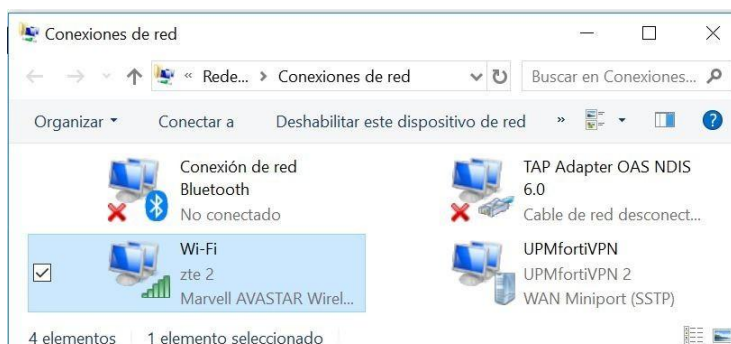 Conexiones de red
« Rede... > Conexiones de red
Buscar en Conexiones...
Organizar
Conectar a
Deshabilitar este dispositivo de red
»
Conexión de red
Bluetooth
No conectado
TAP Adapter OAS NDIS
6.0
Cable de red desconect...
Wi-Fi
zte 2
Marvell AVASTAR Wirel...
UPMfortiVPN
UPMfortiVPN 2
WAN Miniport (SSTP)
4 elementos
1 elemento seleccionado